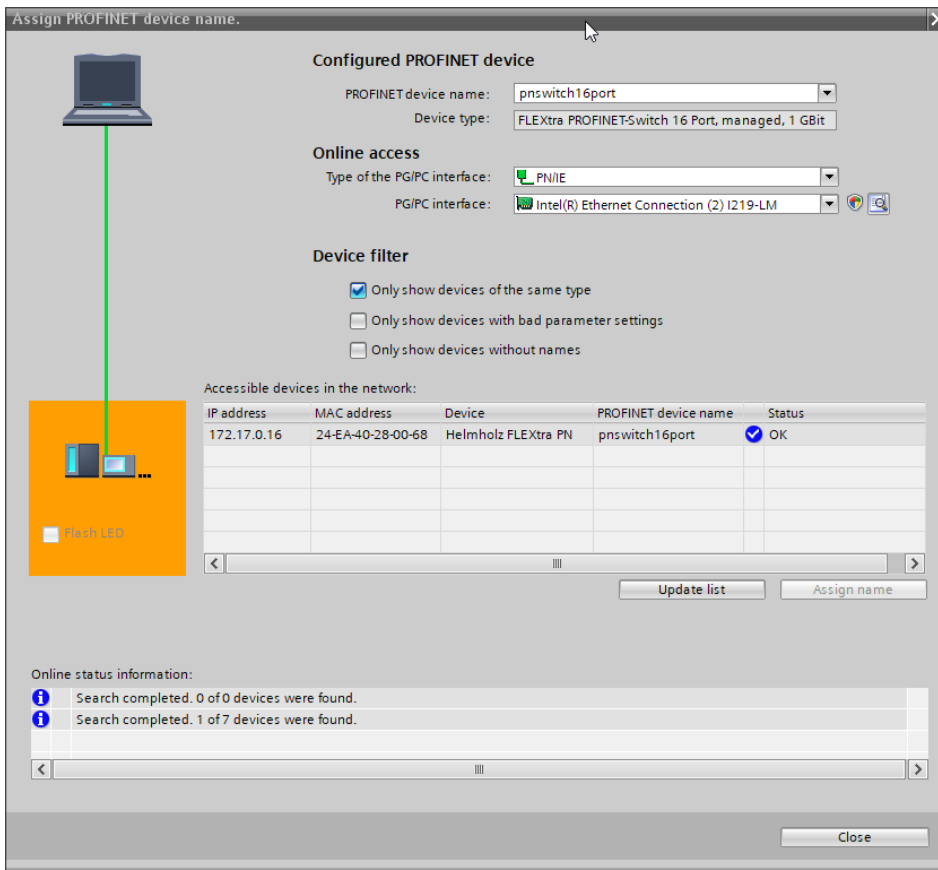 Assign PROFINET device name.
Configured PROFINET device
PROFINET device name: pnswitch16port
Device type: FLEXtra PROFINET-Switch 16 Port, managed, 1 GBit
Online access
Type of the PG/PC interface: PN/IE
PG/PC interface: Intel(R) Ethernet Connection (2) I219-LM
Device filter
Only show devices of the same type
Only show devices with bad parameter settings
Only show devices without names
Accessible devices in the network:
IP address MAC address Device PROFINET device name Status
172.17.0.16 24-EA-40-28-00-68 Helmholz FLEXtra PN pnswitch16port OK
Flash LED
Update list Assign name
Online status information:
Search completed. 0 of 0 devices were found.
Search completed. 1 of 7 devices were found.
Close